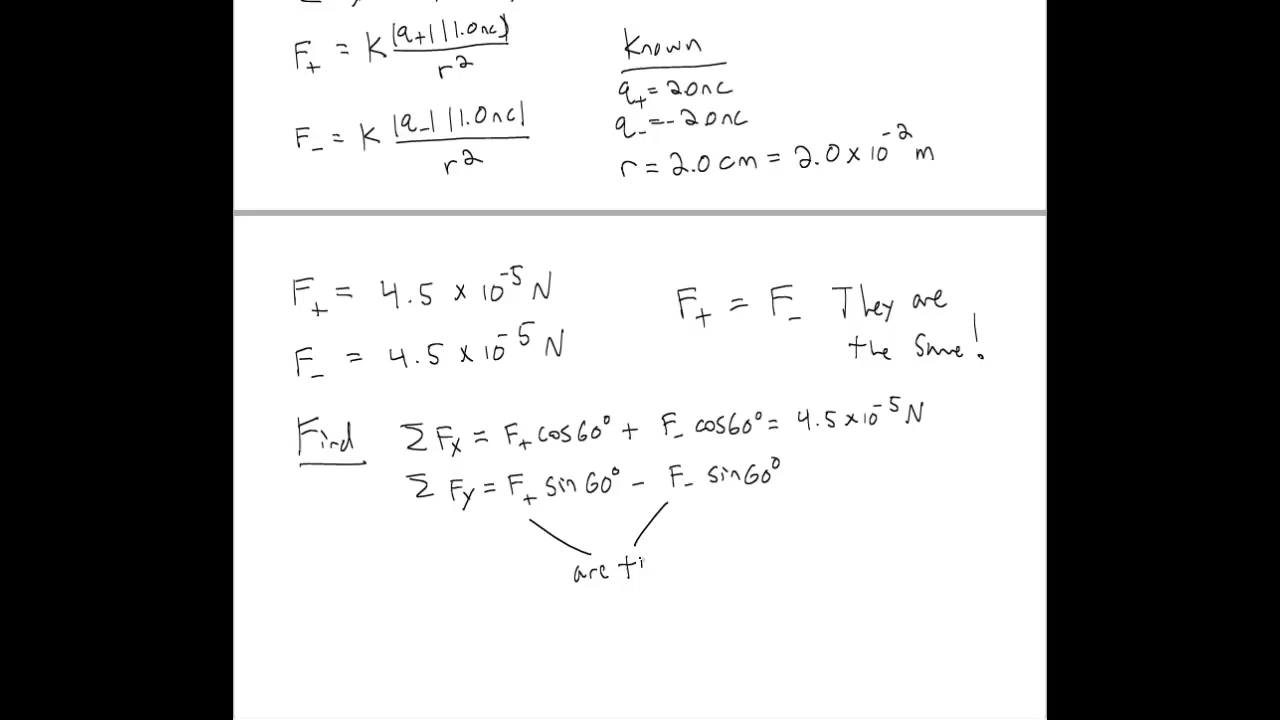 F₊ = K |q₊||1.0nC| / r²
F₋ = K |q₋||1.0nC| / r²
Known
q₊ = 20nC
q₋ = -20nC
r = 2.0 cm = 2.0 × 10⁻² m
F₊ = 4.5 × 10⁻⁵ N
F₋ = 4.5 × 10⁻⁵ N
F₊ = F₋ They are
the same!
Find ΣFx = F₊ cos60° + F₋ cos60° = 4.5×10⁻⁵ N
ΣFy = F₊ sin60° - F₋ sin60°
are